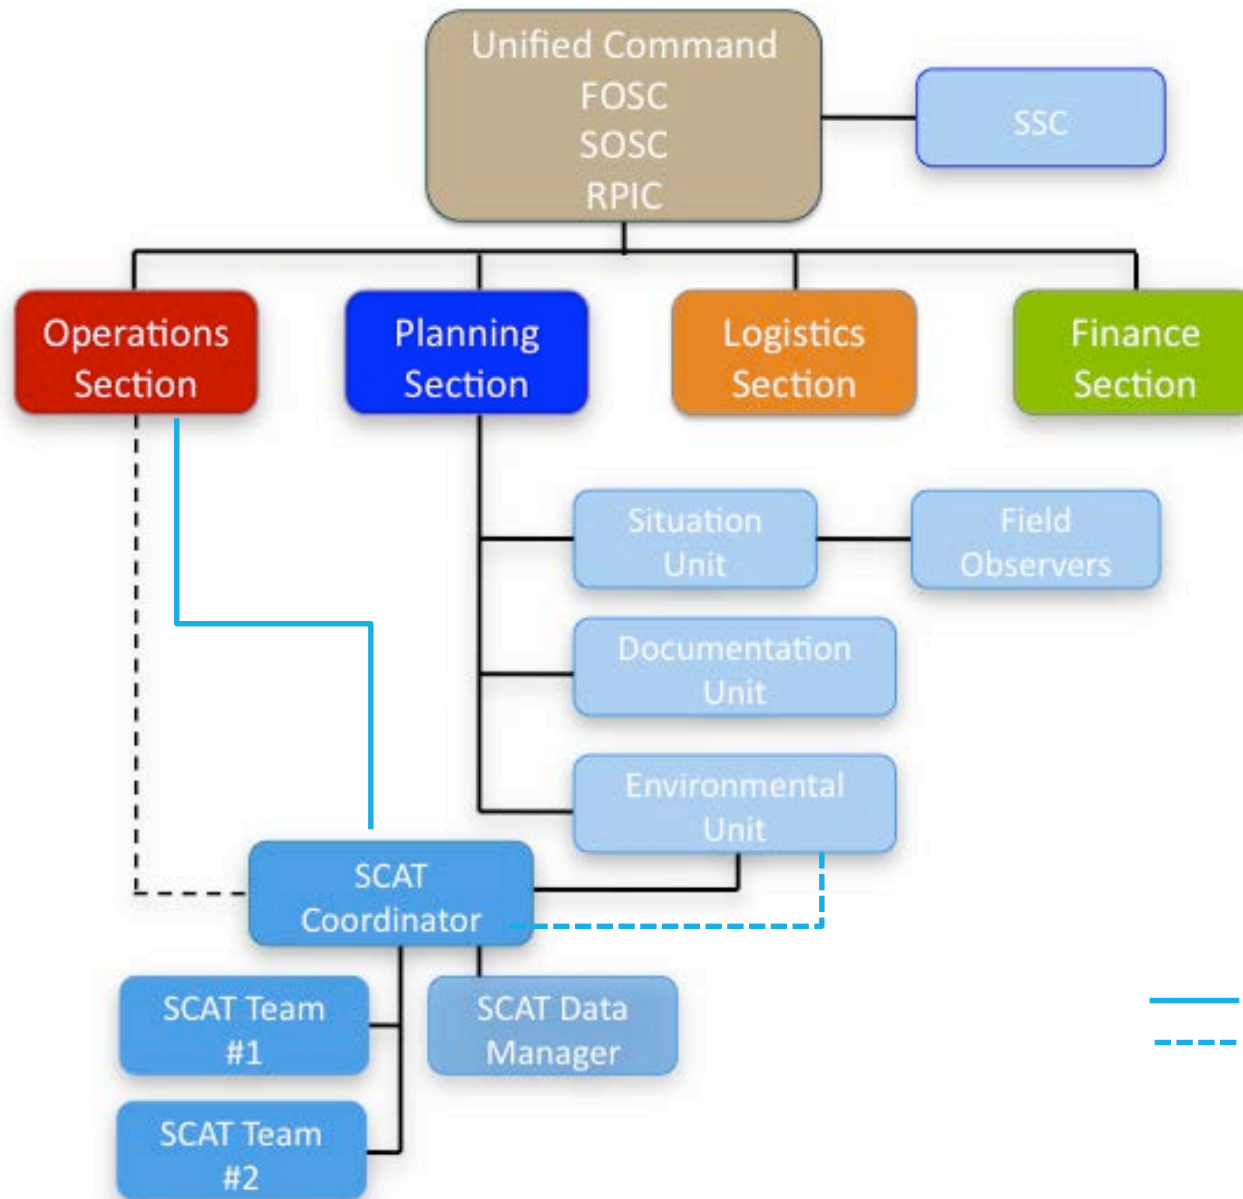 Unified Command
FOSC
SOSC
RPIC
SSC
Operations
Section
Planning
Section
Logistics
Section
Finance
Section
Situation
Unit
Field
Observers
Documentation
Unit
Environmental
Unit
SCAT
Coordinator
SCAT Team
#1
SCAT Data
Manager
SCAT Team
#2